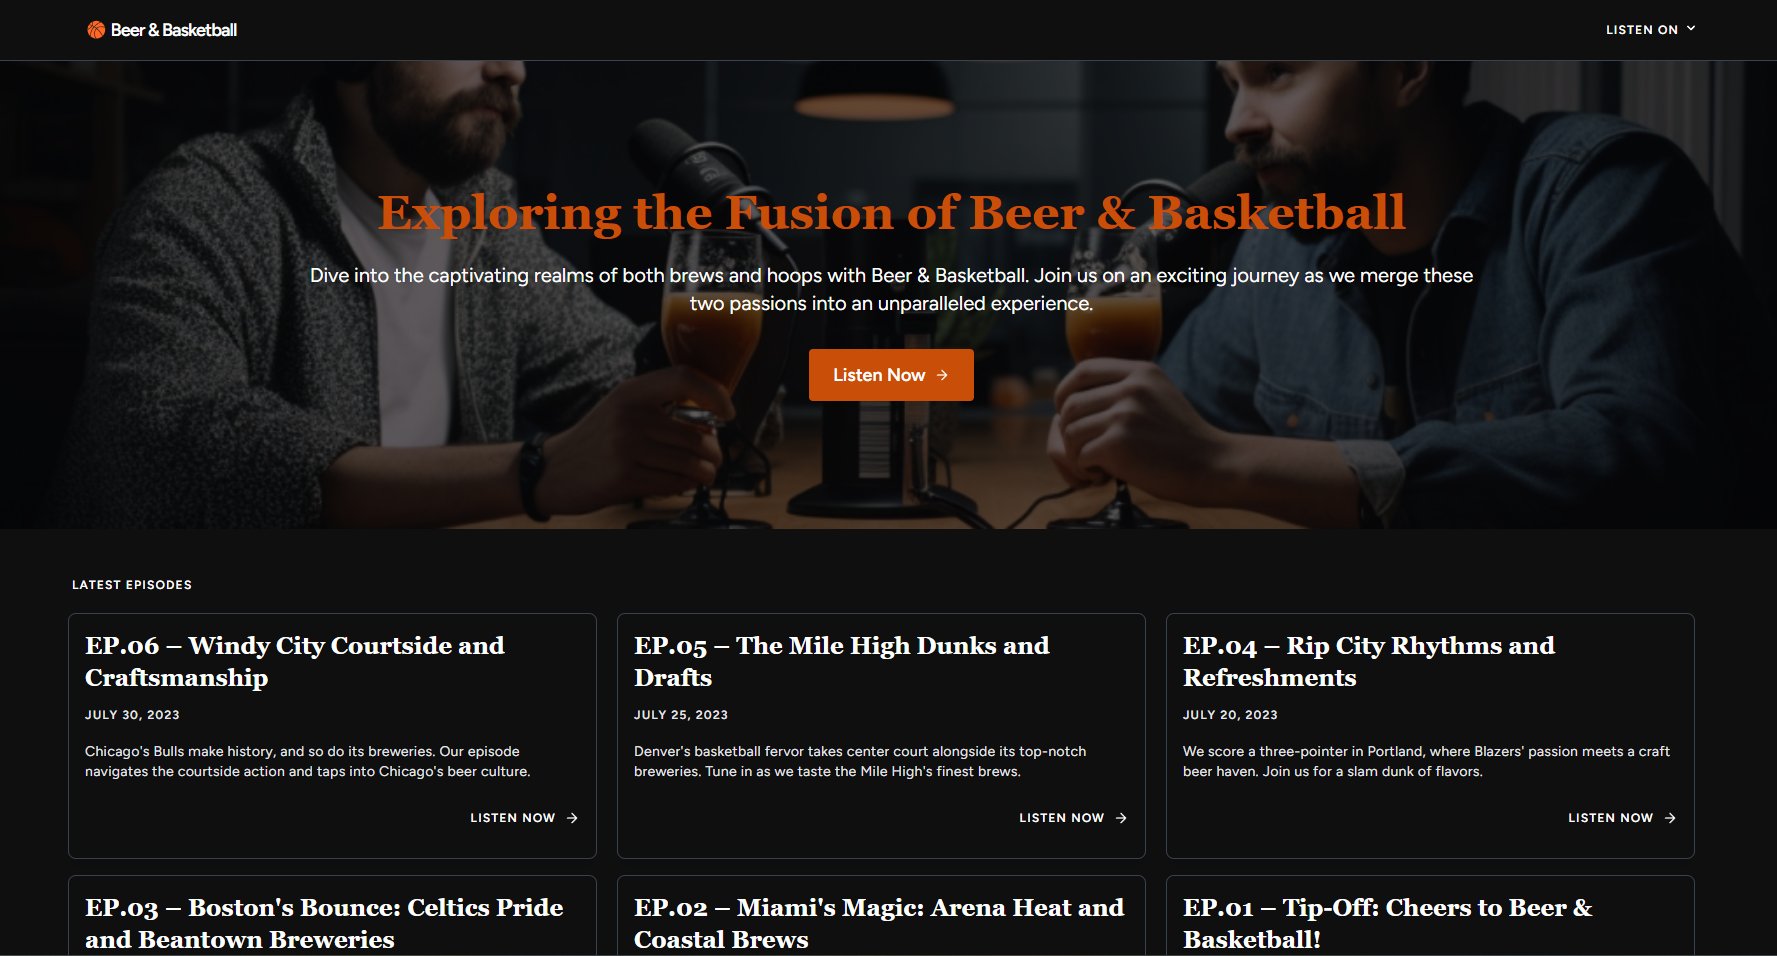 Beer & Basketball
LISTEN ON
Exploring the Fusion of Beer & Basketball
Dive into the captivating realms of both brews and hoops with Beer & Basketball. Join us on an exciting journey as we merge these
two passions into an unparalleled experience.
Listen Now
LATEST EPISODES
EP.06 – Windy City Courtside and
Craftsmanship
JULY 30, 2023
Chicago's Bulls make history, and so do its breweries. Our episode
navigates the courtside action and taps into Chicago's beer culture.
LISTEN NOW
EP.05 – The Mile High Dunks and
Drafts
JULY 25, 2023
Denver's basketball fervor takes center court alongside its top-notch
breweries. Tune in as we taste the Mile High's finest brews.
LISTEN NOW
EP.04 – Rip City Rhythms and
Refreshments
JULY 20, 2023
We score a three-pointer in Portland, where Blazers' passion meets a craft
beer haven. Join us for a slam dunk of flavors.
LISTEN NOW
EP.03 – Boston's Bounce: Celtics Pride
and Beantown Breweries
EP.02 – Miami's Magic: Arena Heat and
Coastal Brews
EP.01 – Tip-Off: Cheers to Beer &
Basketball!